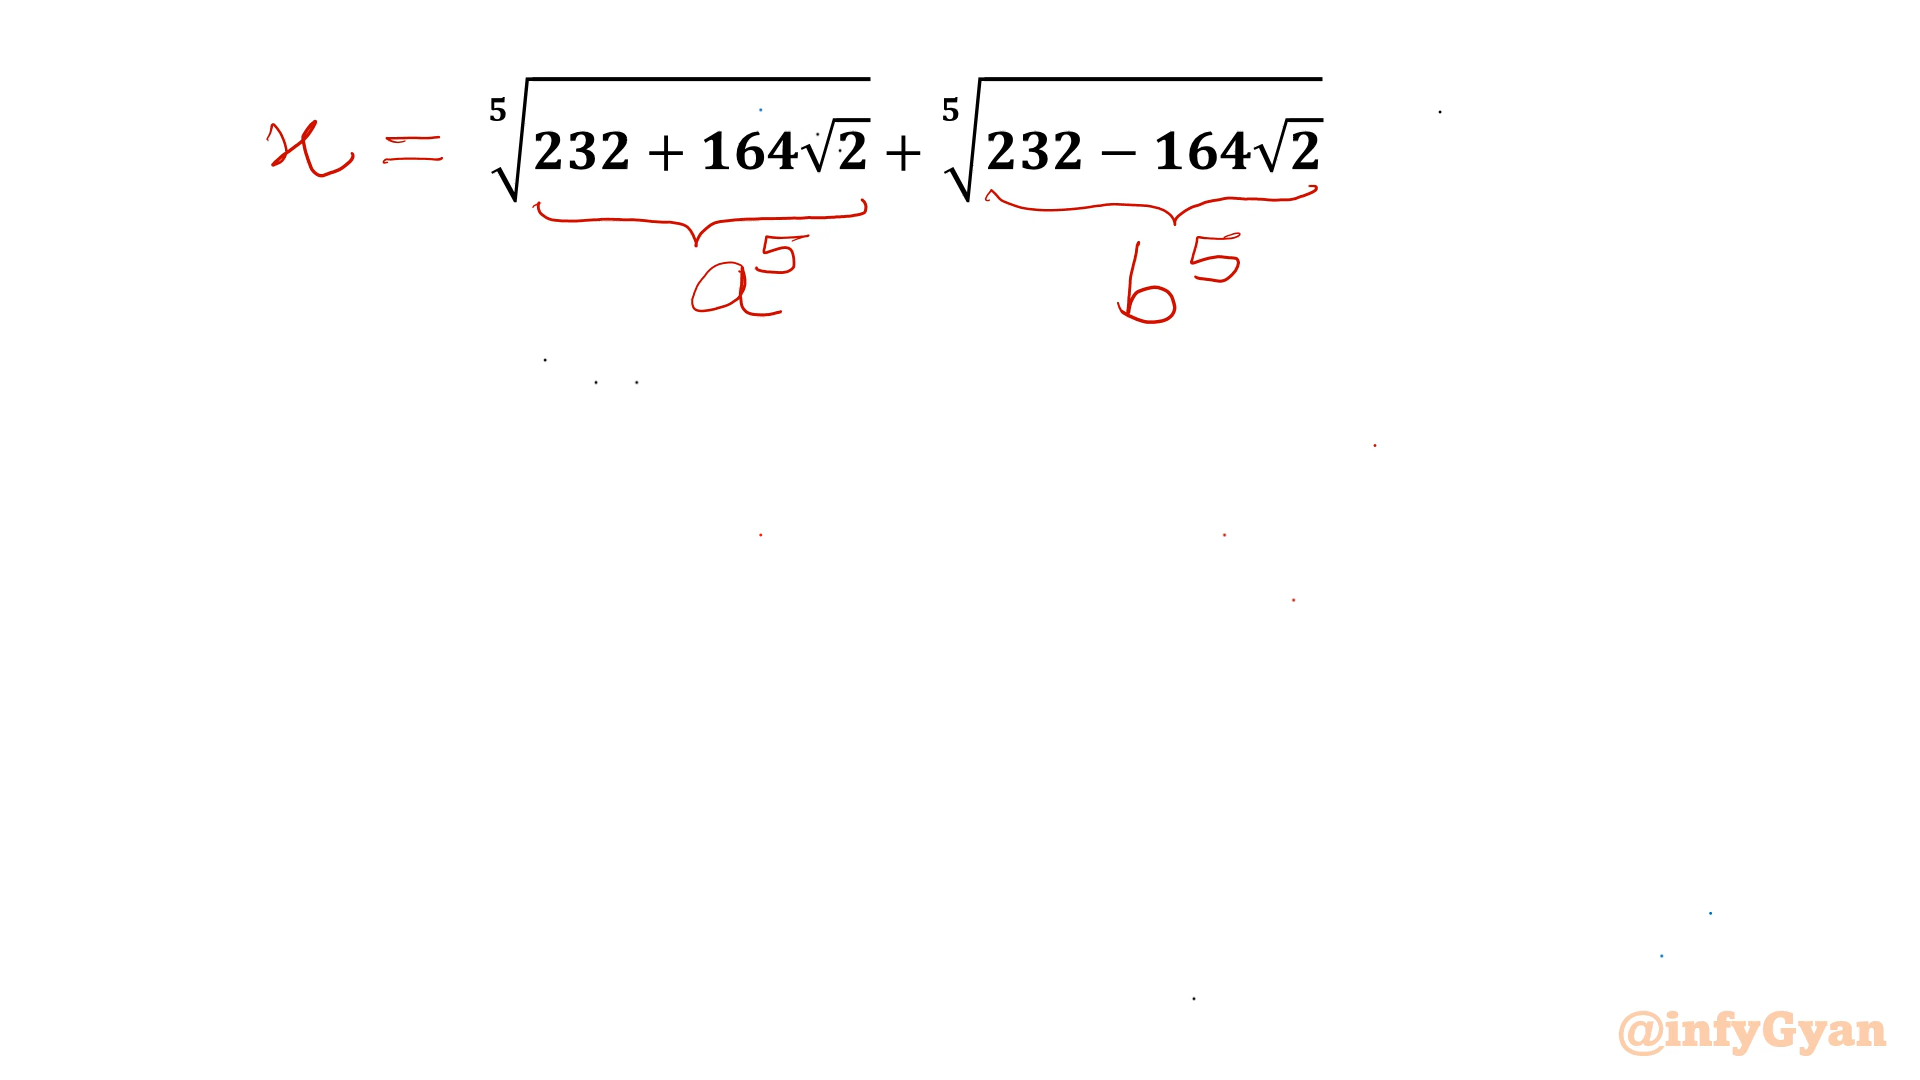 x = ⁵√(232 + 164√2) + ⁵√(232 − 164√2)
a⁵ b⁵
@infyGyan